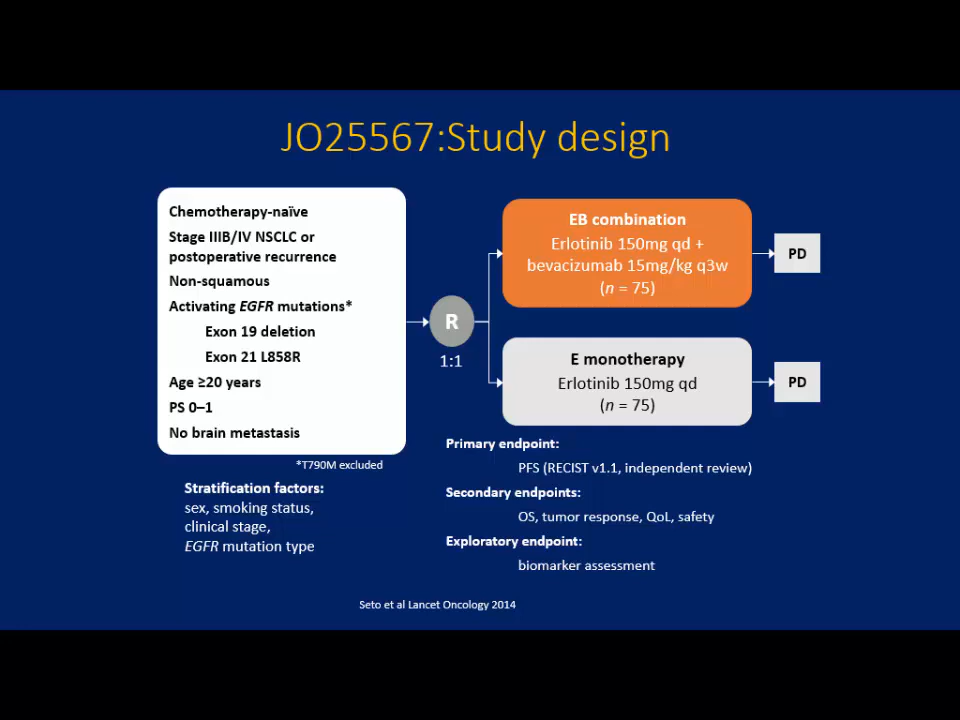 JO25567:Study design
Chemotherapy-naïve
Stage IIIB/IV NSCLC or
postoperative recurrence
Non-squamous
Activating EGFR mutations*
Exon 19 deletion
Exon 21 L858R
Age ≥20 years
PS 0–1
No brain metastasis
*T790M excluded
Stratification factors:
sex, smoking status,
clinical stage,
EGFR mutation type
R
1:1
EB combination
Erlotinib 150mg qd +
bevacizumab 15mg/kg q3w
(n = 75)
PD
E monotherapy
Erlotinib 150mg qd
(n = 75)
PD
Primary endpoint:
PFS (RECIST v1.1, independent review)
Secondary endpoints:
OS, tumor response, QoL, safety
Exploratory endpoint:
biomarker assessment
Seto et al Lancet Oncology 2014